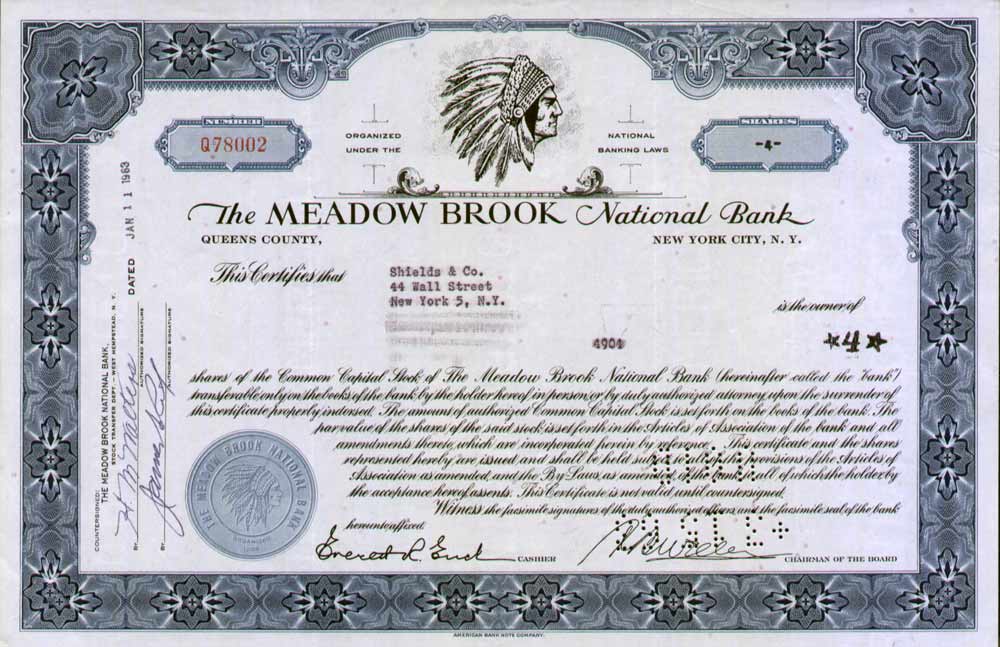 NUMBER
Q78002
SHARES
-4-
ORGANIZED
UNDER THE
NATIONAL
BANKING LAWS
The MEADOW BROOK National Bank
QUEENS COUNTY,
NEW YORK CITY, N. Y.
This Certifies that
Shields & Co.
44 Wall Street
New York 5, N.Y.
is the owner of
4904
*4*
shares of the Common Capital Stock of The Meadow Brook National Bank (hereinafter called the "bank")
transferable only on the books of the bank by the holder hereof in person or by duly authorized attorney upon the surrender of
this certificate properly indorsed. The amount of authorized Common Capital Stock is set forth on the books of the bank. The
par value of the shares of the said stock is set forth in the Articles of Association of the bank and all
amendments thereto, which are incorporated herein by reference. This certificate and the shares
represented hereby are issued and shall be held subject to all of the provisions of the Articles of
Association as amended, and the By-Laws, as amended, of the bank, to all of which the holder by
the acceptance hereof assents. This Certificate is not valid until countersigned.
Witness the facsimile signatures of the duly authorized officers and the facsimile seal of the bank
hereunto affixed.
CASHIER
CHAIRMAN OF THE BOARD
COUNTERSIGNED:
THE MEADOW BROOK NATIONAL BANK,
STOCK TRANSFER DEPT. - WEST HEMPSTEAD, N. Y.
DATED JAN 11 1963
BY
AUTHORIZED SIGNATURE
BY
AUTHORIZED SIGNATURE
THE MEADOW BROOK NATIONAL BANK
ORGANIZED
AMERICAN BANK NOTE COMPANY.